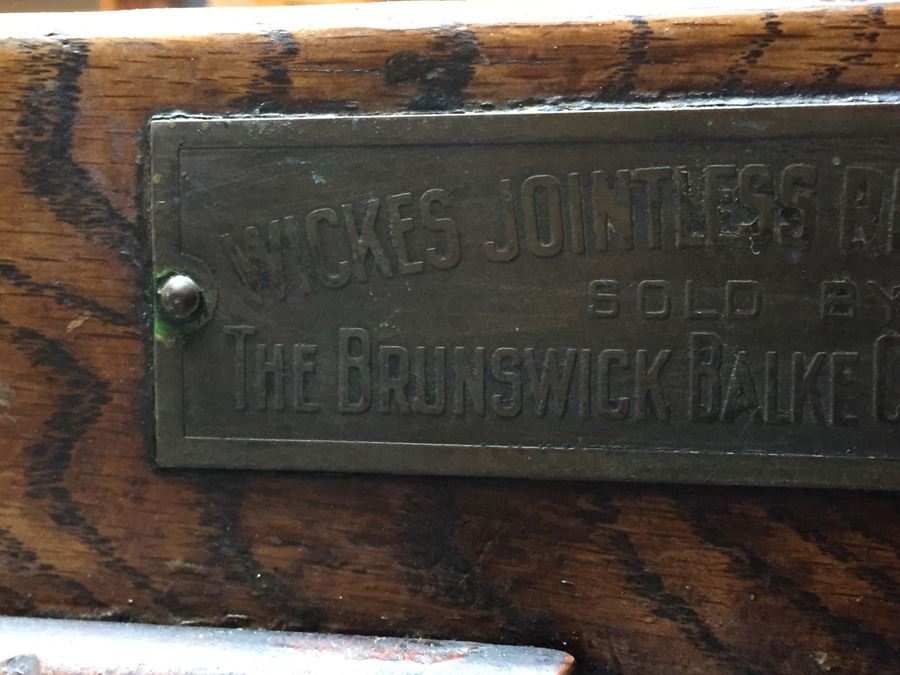 WICKES JOINTLESS
SOLD BY
THE BRUNSWICK BALKE